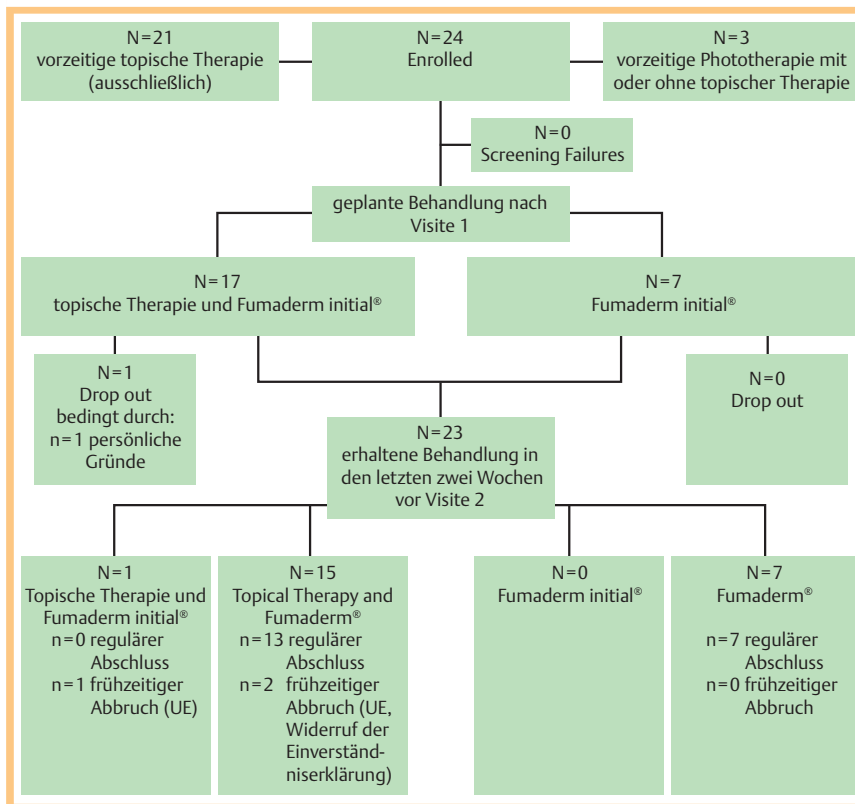 N=21
vorzeitige topische Therapie
(ausschließlich)
N=24
Enrolled
N=3
vorzeitige Phototherapie mit
oder ohne topischer Therapie
N=0
Screening Failures
geplante Behandlung nach
Visite 1
N=17
topische Therapie und Fumaderm initial®
N=7
Fumaderm initial®
N=1
Drop out
bedingt durch:
n=1 persönliche
Gründe
N=0
Drop out
N=23
erhaltene Behandlung in
den letzten zwei Wochen
vor Visite 2
N=1
Topische Therapie und
Fumaderm initial®
n=0 regulärer
Abschluss
n=1 frühzeitiger
Abbruch (UE)
N=15
Topical Therapy and
Fumaderm®
n=13 regulärer
Abschluss
n=2 frühzeitiger
Abbruch (UE,
Widerruf der
Einverständ-
niserklärung)
N=0
Fumaderm initial®
N=7
Fumaderm®
n=7 regulärer
Abschluss
n=0 frühzeitiger
Abbruch